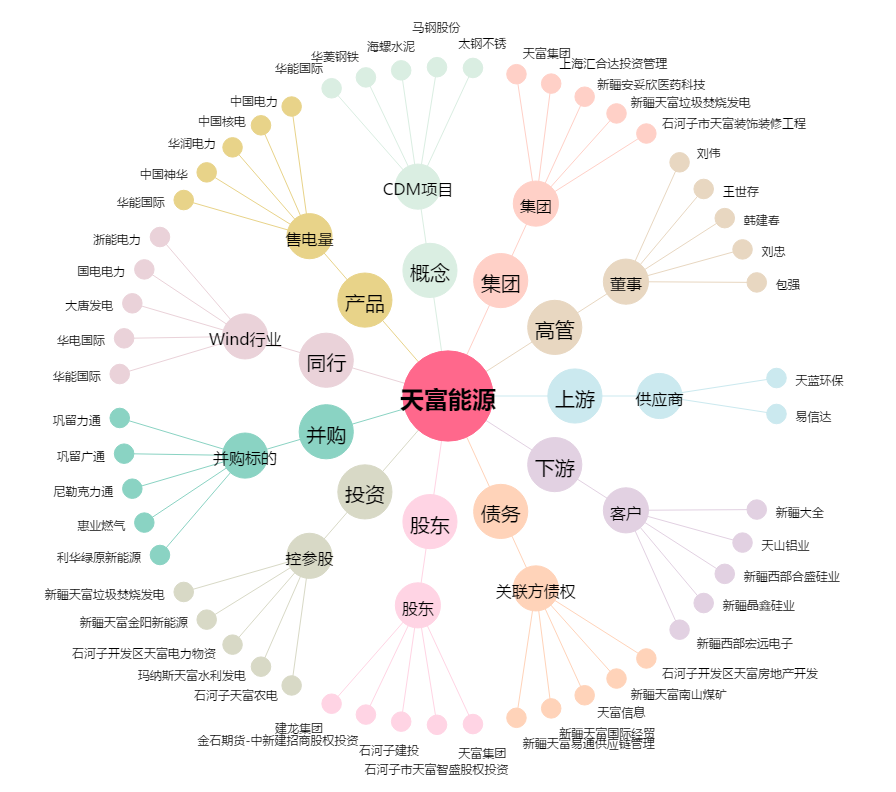 马钢股份
海螺水泥
太钢不锈
华菱钢铁
华能国际
天富集团
上海汇合达投资管理
新疆安妥欣医药科技
新疆天富垃圾焚烧发电
石河子市天富装饰装修工程
中国电力
中国核电
华润电力
中国神华
华能国际
CDM项目
集团
刘伟
王世存
韩建春
刘忠
包强
售电量
概念
集团
董事
浙能电力
国电电力
大唐发电
华电国际
华能国际
产品
高管
Wind行业
同行
天富能源
上游
供应商
天蓝环保
易信达
巩留力通
巩留广通
尼勒克力通
惠业燃气
利华绿原新能源
并购标的
并购
下游
投资
股东
债务
客户
新疆大全
天山铝业
新疆西部合盛硅业
新疆晶鑫硅业
新疆西部宏远电子
控参股
关联方债权
股东
新疆天富垃圾焚烧发电
新疆天富金阳新能源
石河子开发区天富电力物资
玛纳斯天富水利发电
石河子天富农电
石河子开发区天富房地产开发
新疆天富南山煤矿
天富信息
新疆天富国际经贸
新疆天富易通供应链管理
建龙集团
金石期货-中新建招商股权投资
石河子建投
石河子市天富智盛股权投资
天富集团